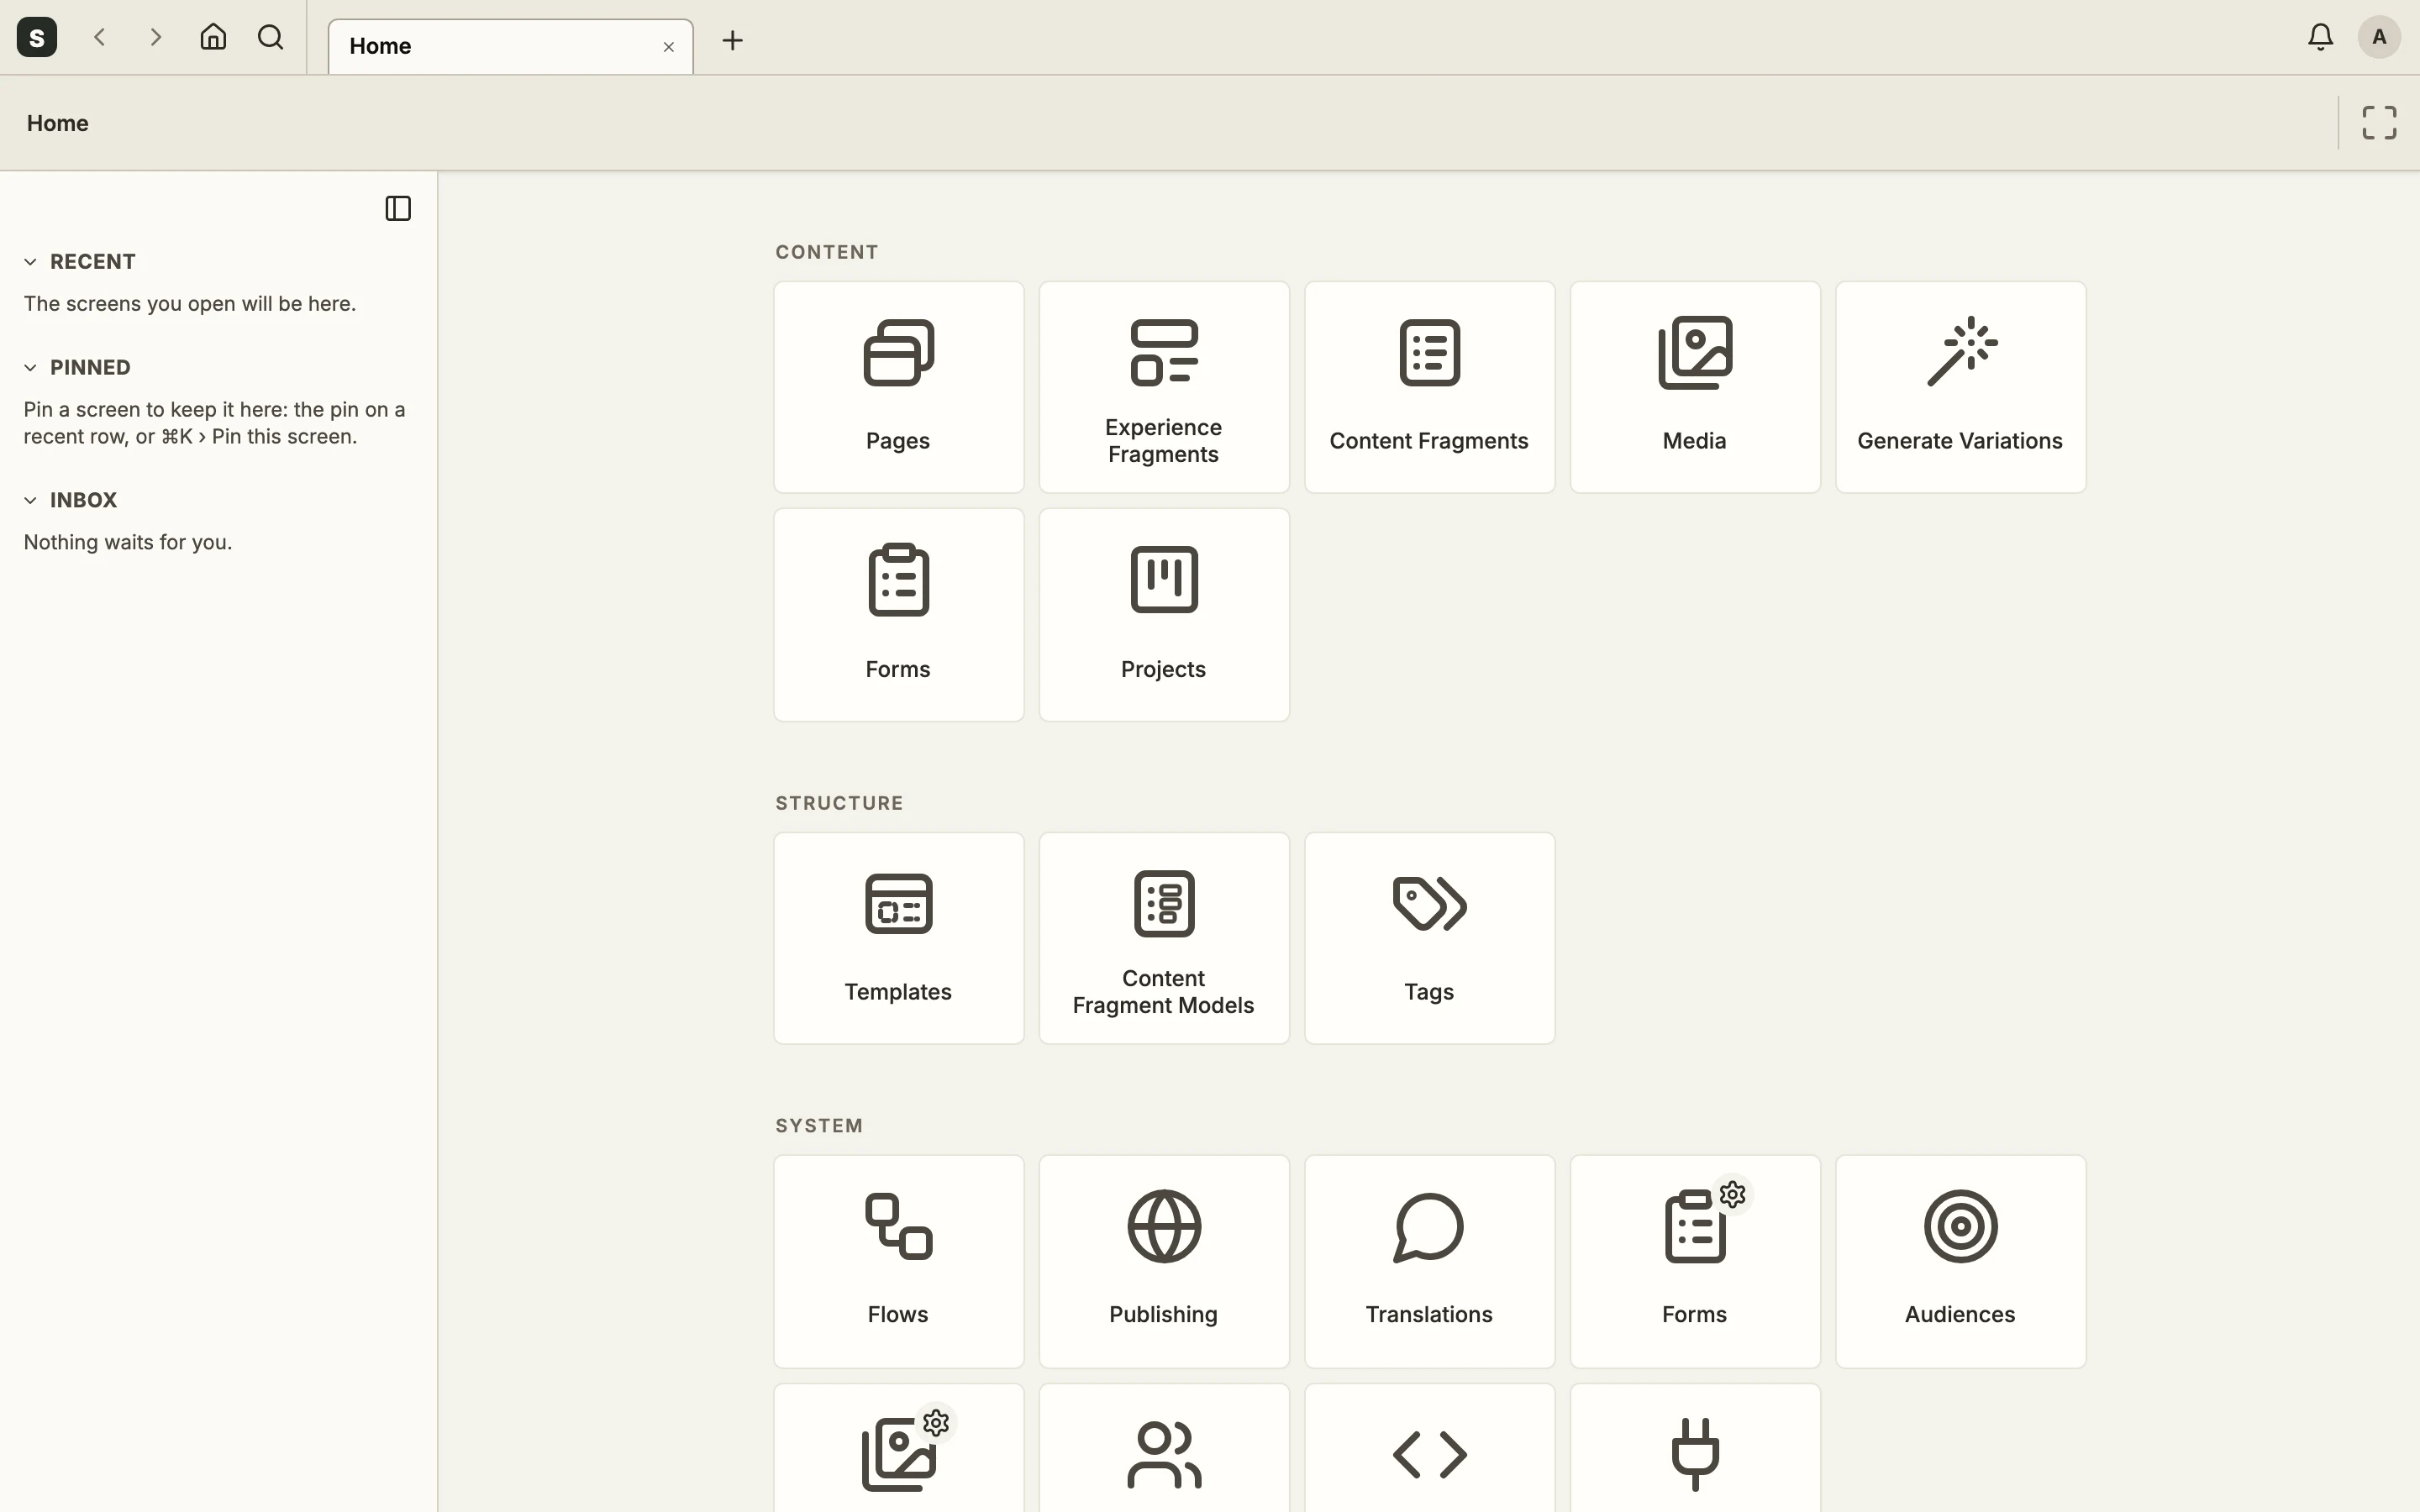 S
Home
A
Home
RECENT
The screens you open will be here.
PINNED
Pin a screen to keep it here: the pin on a
recent row, or ⌘K › Pin this screen.
INBOX
Nothing waits for you.
CONTENT
Pages
Experience
Fragments
Content Fragments
Media
Generate Variations
Forms
Projects
STRUCTURE
Templates
Content
Fragment Models
Tags
SYSTEM
Flows
Publishing
Translations
Forms
Audiences